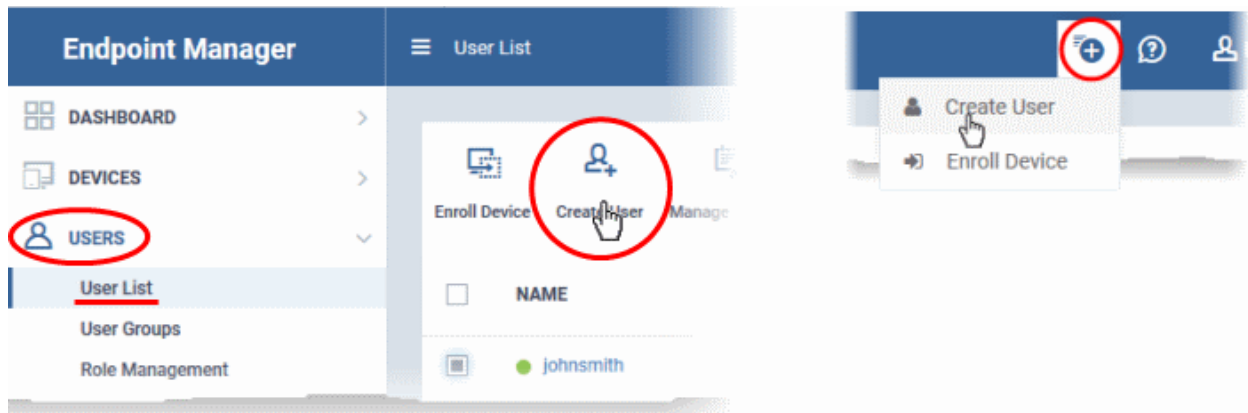 Endpoint Manager
User List
DASHBOARD
DEVICES
USERS
User List
User Groups
Role Management
Enroll Device
Create User
Manage
NAME
johnsmith
Create User
Enroll Device